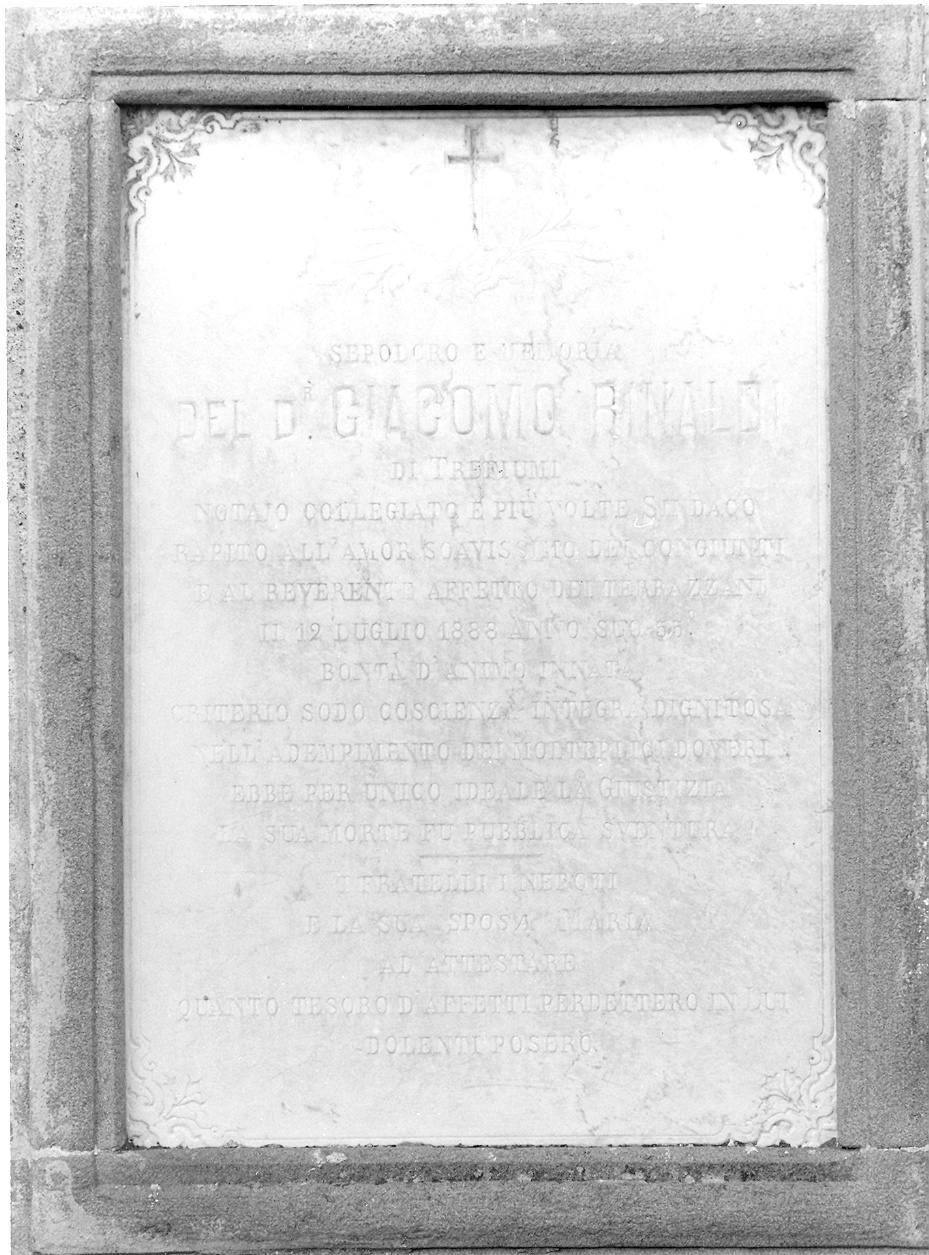 SEPOLCRO E MEMORIA
DEL D.R GIACOMO RINALDI
DI TREFIUMI
NOTAJO COLLEGIATO E PIÙ VOLTE SINDACO
RAPITO ALL'AMOR SOAVISSIMO DEI CONGIUNTI
E AL REVERENTE AFFETTO DEI TERRAZZANI
IL 12 LUGLIO 1888 ANNO SUO
BONTÀ D'ANIMO INNATA
CRITERIO SODO COSCIENZA INTEGRA DIGNITOSA
NELL'ADEMPIMENTO DEI MOLTEPLICI DOVERI
EBBE PER UNICO IDEALE LA GIUSTIZIA
LA SUA MORTE FU PUBBLICA SVENTURA
I FRATELLI I NEPOTI
E LA SUA SPOSA MARIA
AD ATTESTARE
QUANTO TESORO D'AFFETTI PERDETTERO IN LUI
DOLENTI POSERO